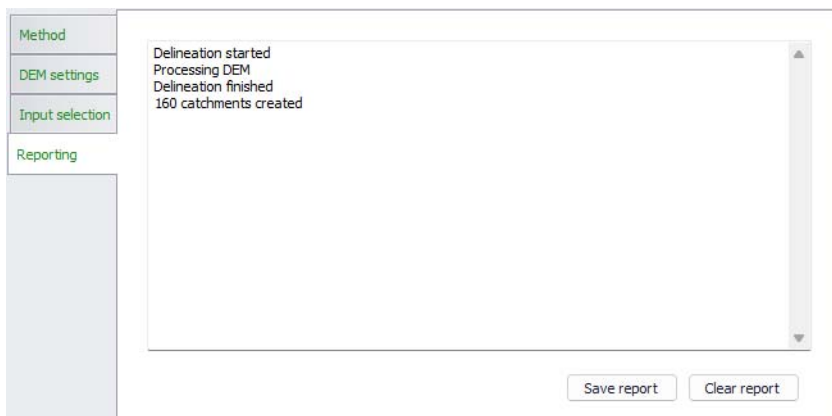 Method
DEM settings
Input selection
Reporting
Delineation started
Processing DEM
Delineation finished
160 catchments created
Save report
Clear report